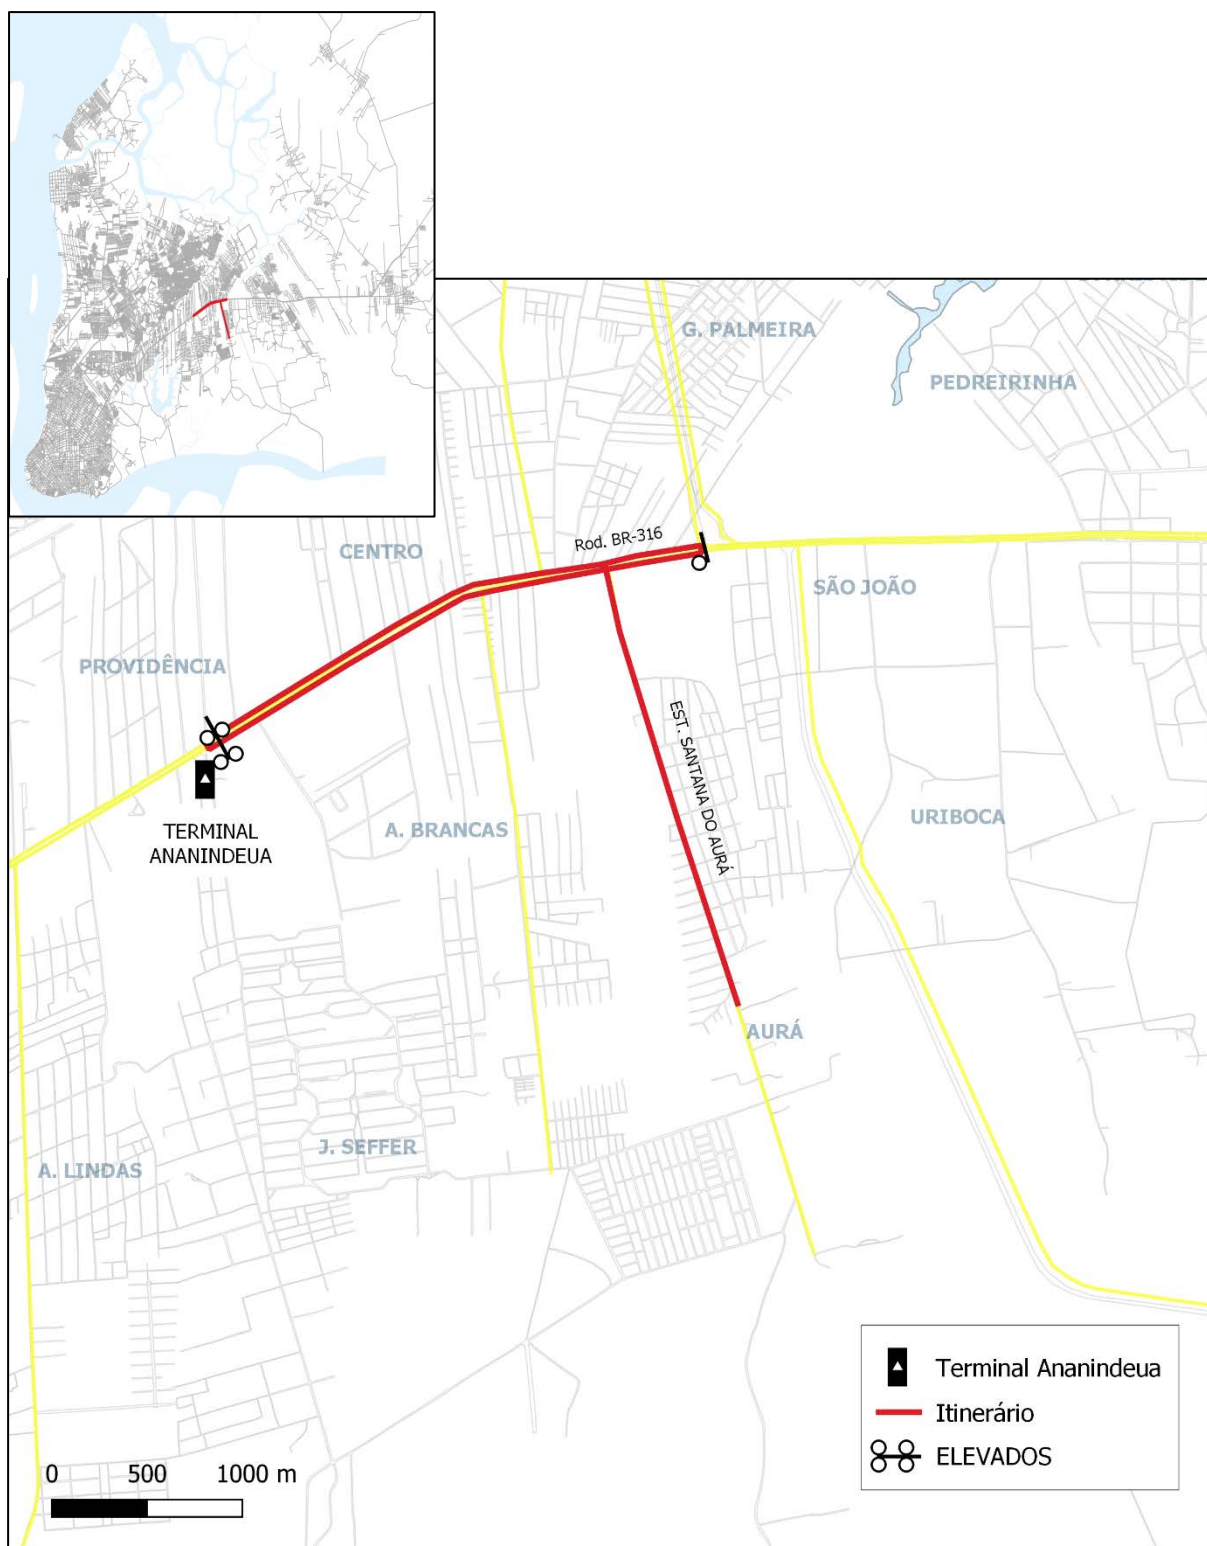 G. PALMEIRA
PEDREIRINHA
Rod. BR-316
CENTRO
SÃO JOÃO
PROVIDÊNCIA
EST. SANTANA DO AURÁ
TERMINAL
ANANINDEUA
A. BRANCAS
URIBOCA
AURÁ
J. SEFFER
A. LINDAS
Terminal Ananindeua
Itinerário
ELEVADOS
0 500 1000 m